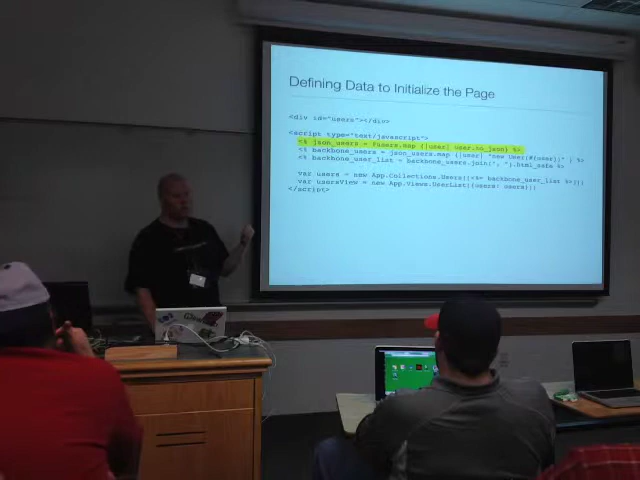 Defining Data to Initialize the Page
<div id="users"></div>
<script type="text/javascript">
<% json_users = @users.map {|user| user.to_json} %>
<% backbone_users = json_users.map {|user| "new User(#{user})" } %>
<% backbone_user_list = backbone_users.join(", ").html_safe %>
var users = new App.Collections.Users([<%= backbone_user_list %>]);
var usersView = new App.Views.UserList({users: users});
</script>